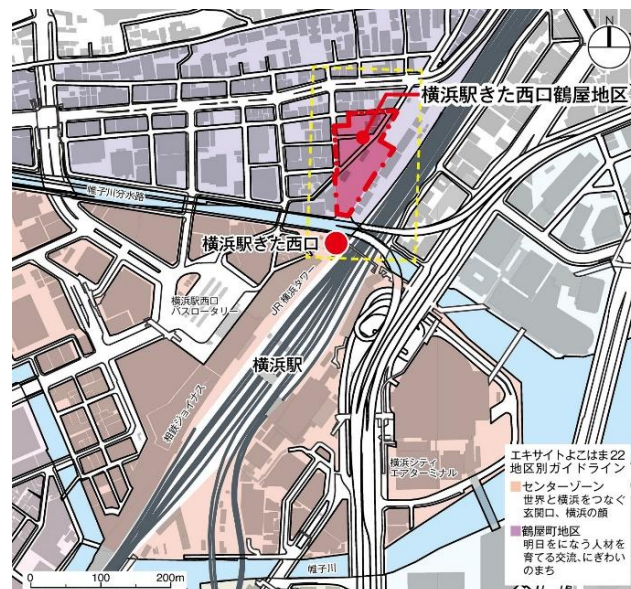 N
横浜駅きた西口鶴屋地区
帷子川分水路
横浜駅きた西口
JR横浜タワー
横浜駅西口
バスロータリー
横浜駅
相鉄ジョイナス
横浜シティ
エアターミナル
エキサイトよこはま22
地区別ガイドライン
センターゾーン
世界と横浜をつなぐ
玄関口、横浜の顔
鶴屋町地区
明日をになう人材を
育てる交流、にぎわい
のまち
帷子川
0 100 200m